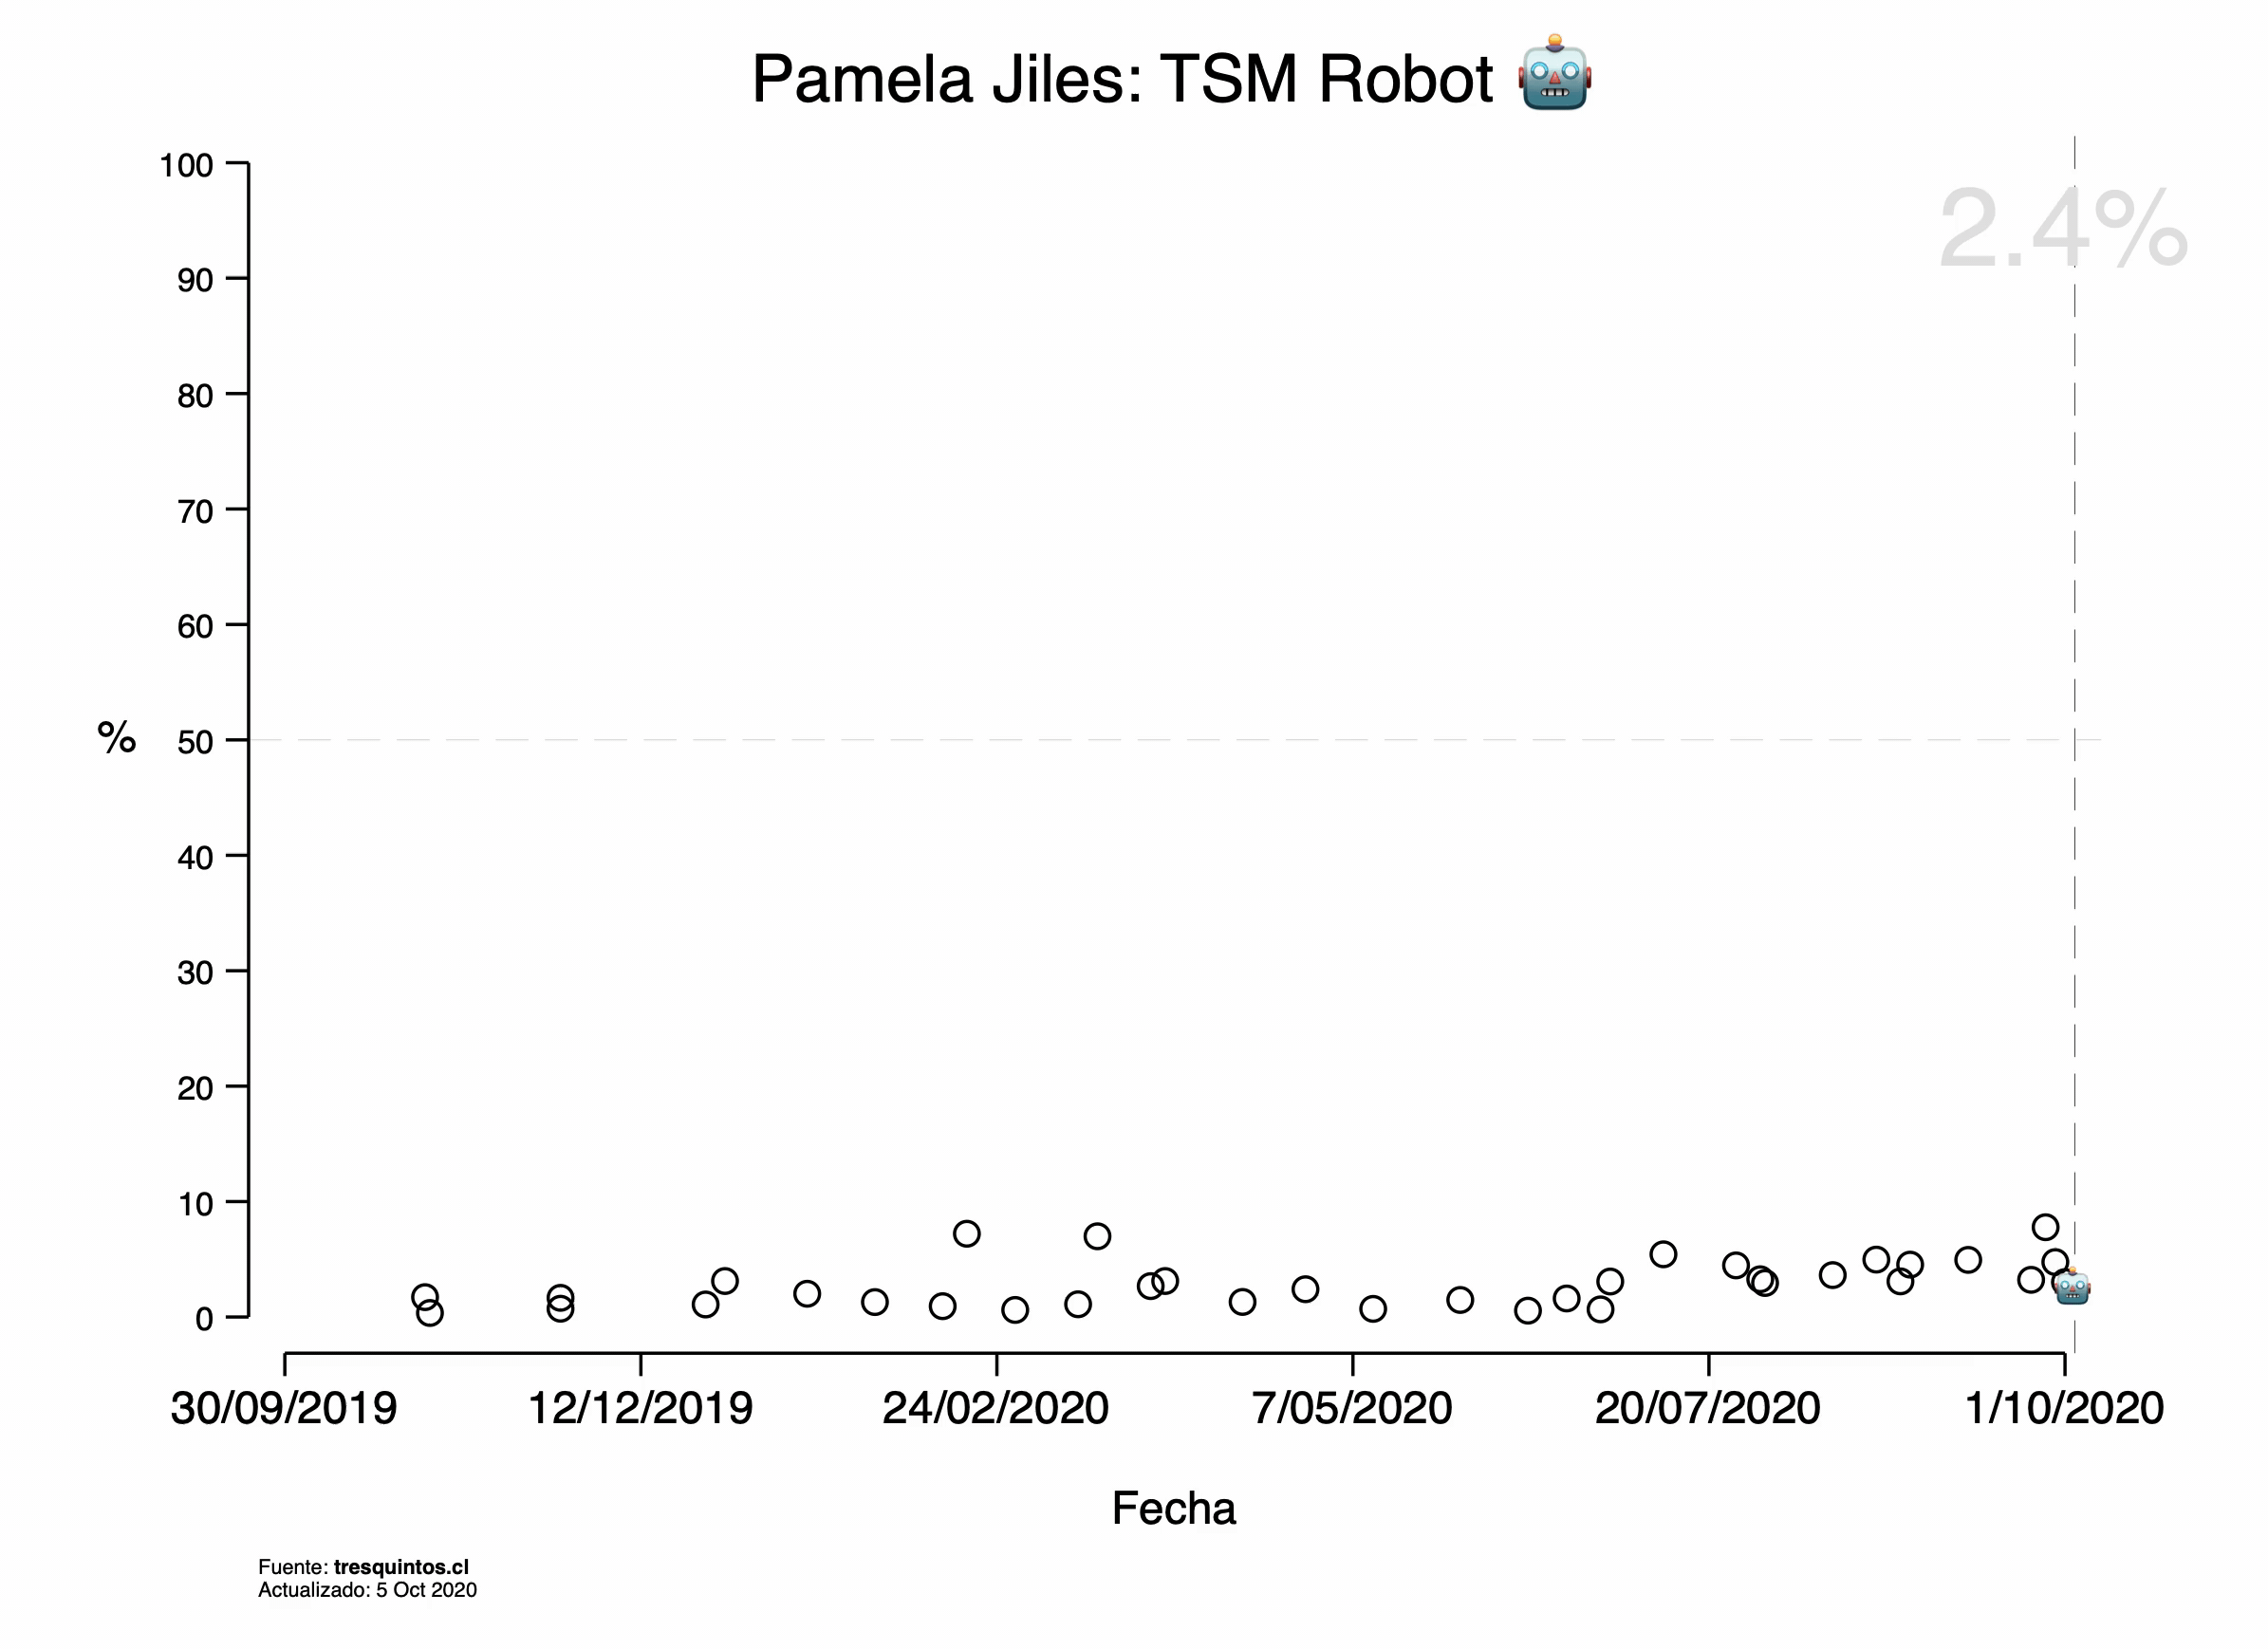 Pamela Jiles: TSM Robot 🤖
2.4%
100
90
80
70
60
% 50
40
30
20
10
0
30/09/2019 12/12/2019 24/02/2020 7/05/2020 20/07/2020 1/10/2020
Fecha
Fuente: tresquintos.cl
Actualizado: 5 Oct 2020